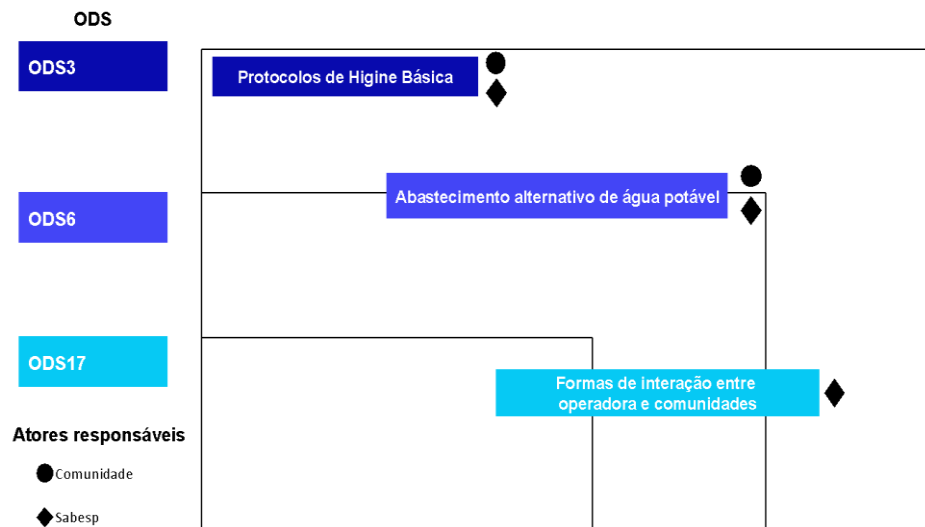 ODS
ODS3
Protocolos de Higine Básica
Abastecimento alternativo de água potável
ODS6
ODS17
Formas de interação entre
operadora e comunidades
Atores responsáveis
Comunidade
Sabesp